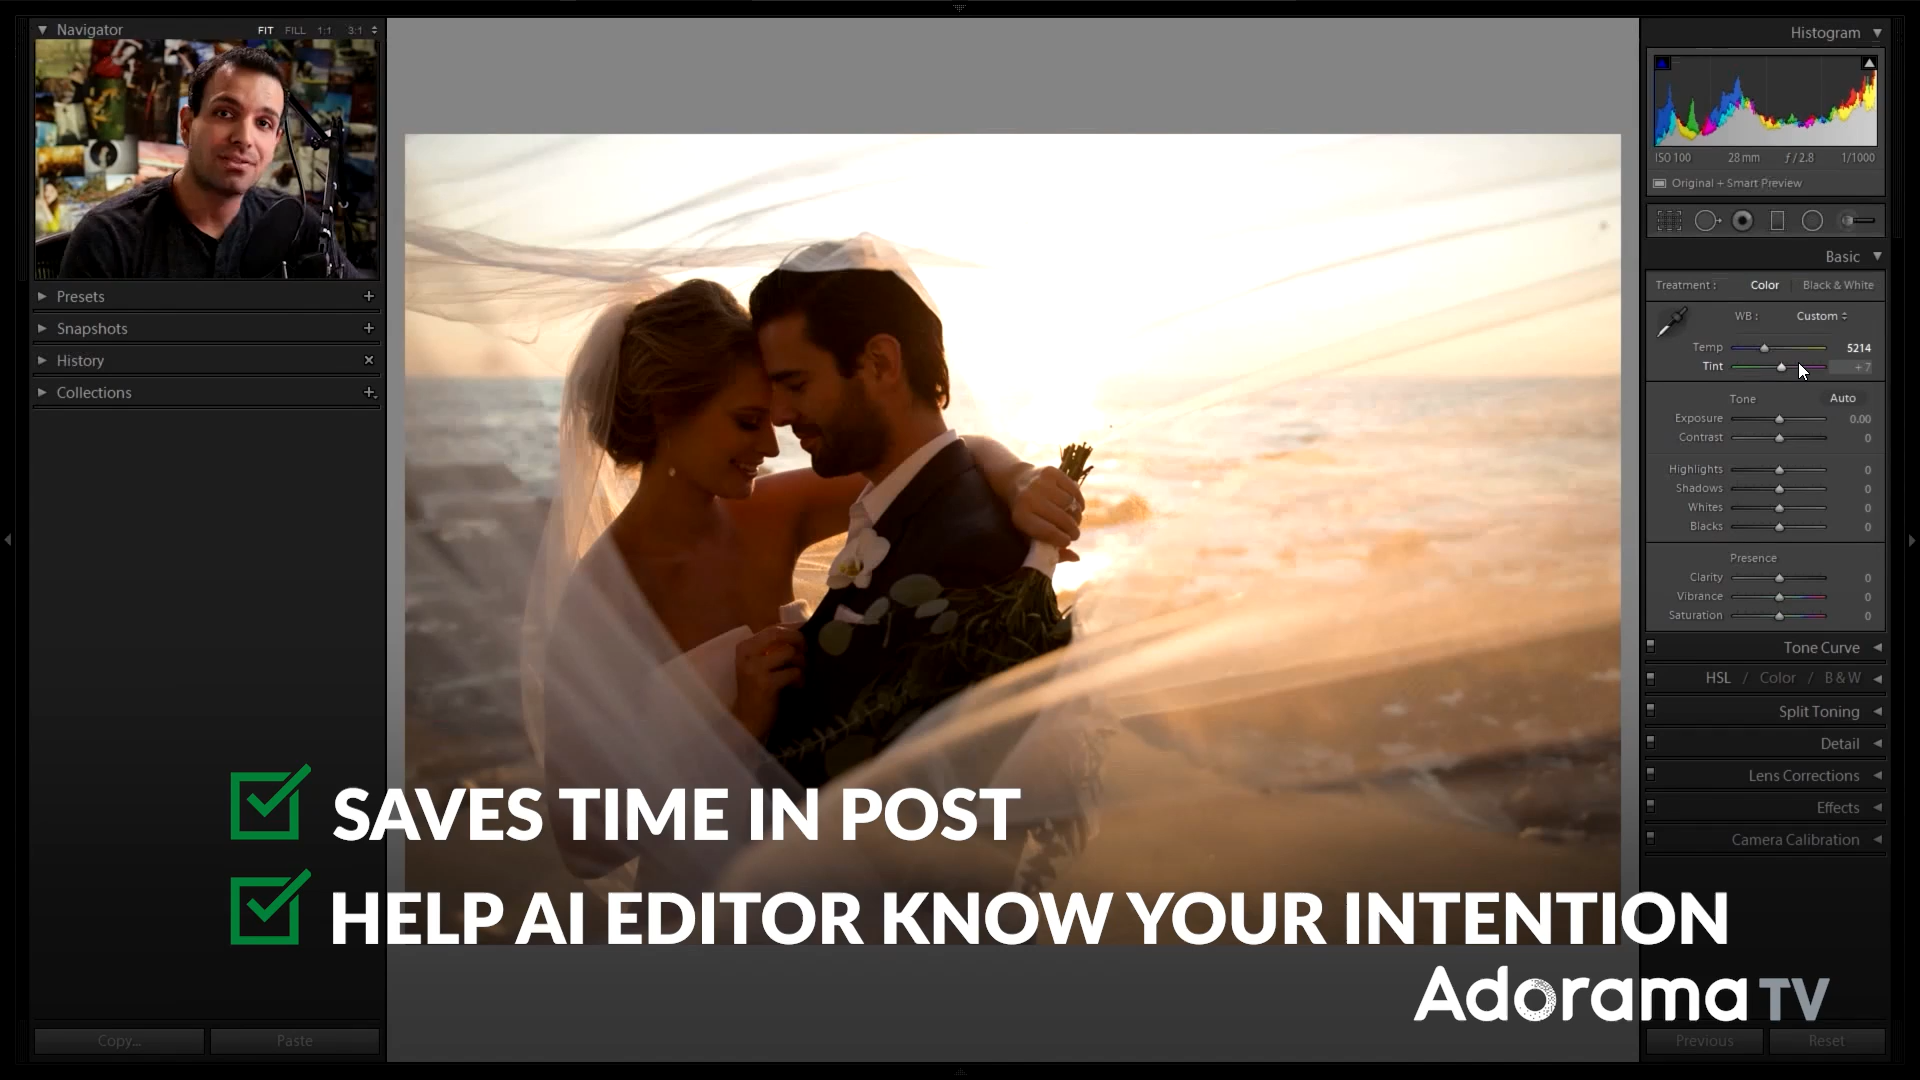 Navigator
FIT FILL 1:1 3:1
Presets
Snapshots
History
Collections
Copy...
Paste
SAVES TIME IN POST
HELP AI EDITOR KNOW YOUR INTENTION
Adorama TV
Histogram
ISO 100 28 mm ƒ / 2.8 1/1000
Original + Smart Preview
Basic
Treatment : Color Black & White
WB : Custom
Temp 5214
Tint + 7
Tone Auto
Exposure 0.00
Contrast 0
Highlights 0
Shadows 0
Whites 0
Blacks 0
Presence
Clarity 0
Vibrance 0
Saturation 0
Tone Curve
HSL / Color / B & W
Split Toning
Detail
Lens Corrections
Effects
Camera Calibration
Previous
Reset